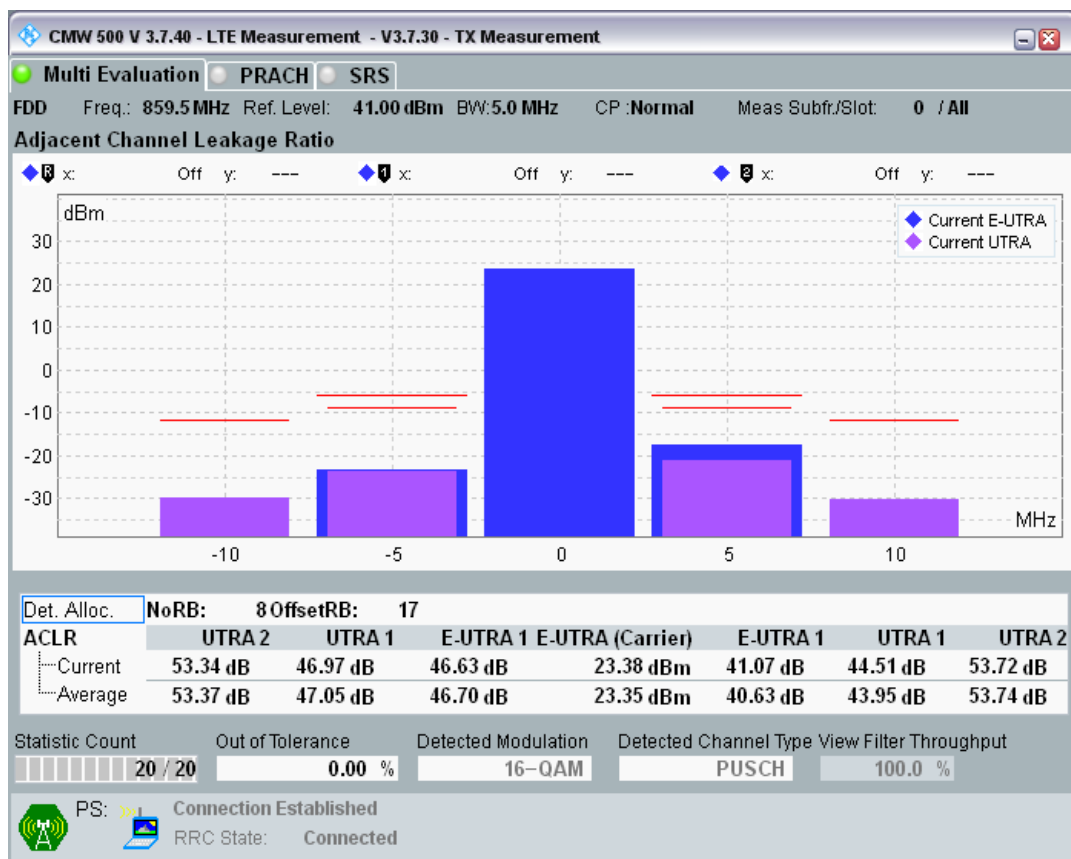 CMW 500 V 3.7.40 - LTE Measurement - V3.7.30 - TX Measurement
Multi Evaluation PRACH SRS
FDD Freq.: 859.5 MHz Ref. Level: 41.00 dBm BW:5.0 MHz CP :Normal Meas Subfr./Slot: 0 / All
Adjacent Channel Leakage Ratio
R x: Off y: --- 1 x: Off y: --- 2 x: Off y: ---
dBm
Current E-UTRA
Current UTRA
30
20
10
0
-10
-20
-30
MHz
-10 -5 0 5 10
Det. Alloc. NoRB: 8 OffsetRB: 17
ACLR UTRA 2 UTRA 1 E-UTRA 1 E-UTRA (Carrier) E-UTRA 1 UTRA 1 UTRA 2
Current 53.34 dB 46.97 dB 46.63 dB 23.38 dBm 41.07 dB 44.51 dB 53.72 dB
Average 53.37 dB 47.05 dB 46.70 dB 23.35 dBm 40.63 dB 43.95 dB 53.74 dB
Statistic Count Out of Tolerance Detected Modulation Detected Channel Type View Filter Throughput
20 / 20 0.00 % 16-QAM PUSCH 100.0 %
PS: Connection Established
RRC State: Connected